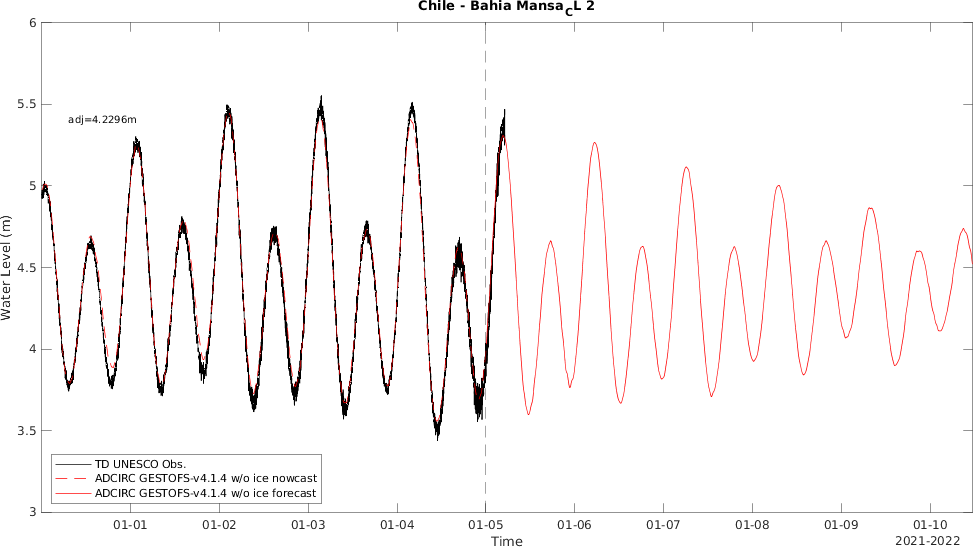 Chile - Bahia MansaCL 2
6
5.5
adj=4.2296m
5
4.5
4
3.5
3
Water Level (m)
TD UNESCO Obs.
ADCIRC GESTOFS-v4.1.4 w/o ice nowcast
ADCIRC GESTOFS-v4.1.4 w/o ice forecast
01-01 01-02 01-03 01-04 01-05 01-06 01-07 01-08 01-09 01-10
Time
2021-2022